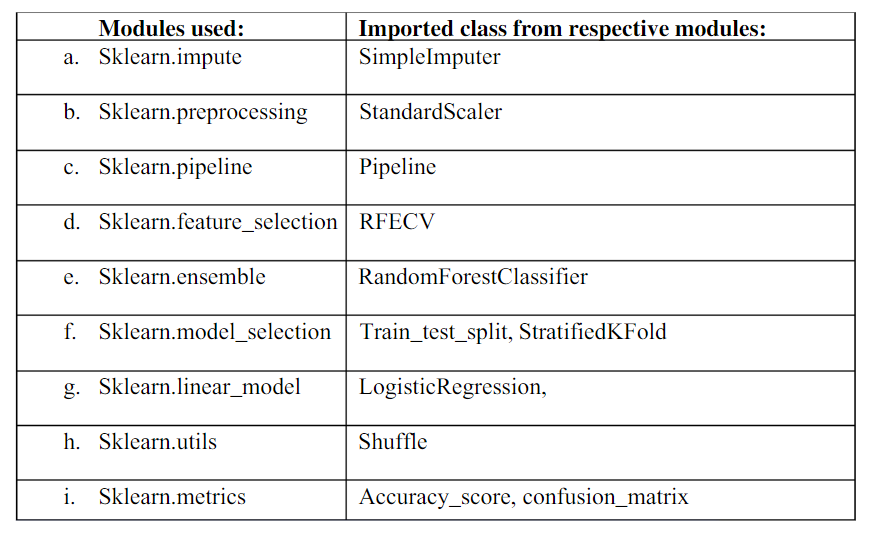 Modules used: Imported class from respective modules:
a. Sklearn.impute SimpleImputer
b. Sklearn.preprocessing StandardScaler
c. Sklearn.pipeline Pipeline
d. Sklearn.feature_selection RFECV
e. Sklearn.ensemble RandomForestClassifier
f. Sklearn.model_selection Train_test_split, StratifiedKFold
g. Sklearn.linear_model LogisticRegression,
h. Sklearn.utils Shuffle
i. Sklearn.metrics Accuracy_score, confusion_matrix